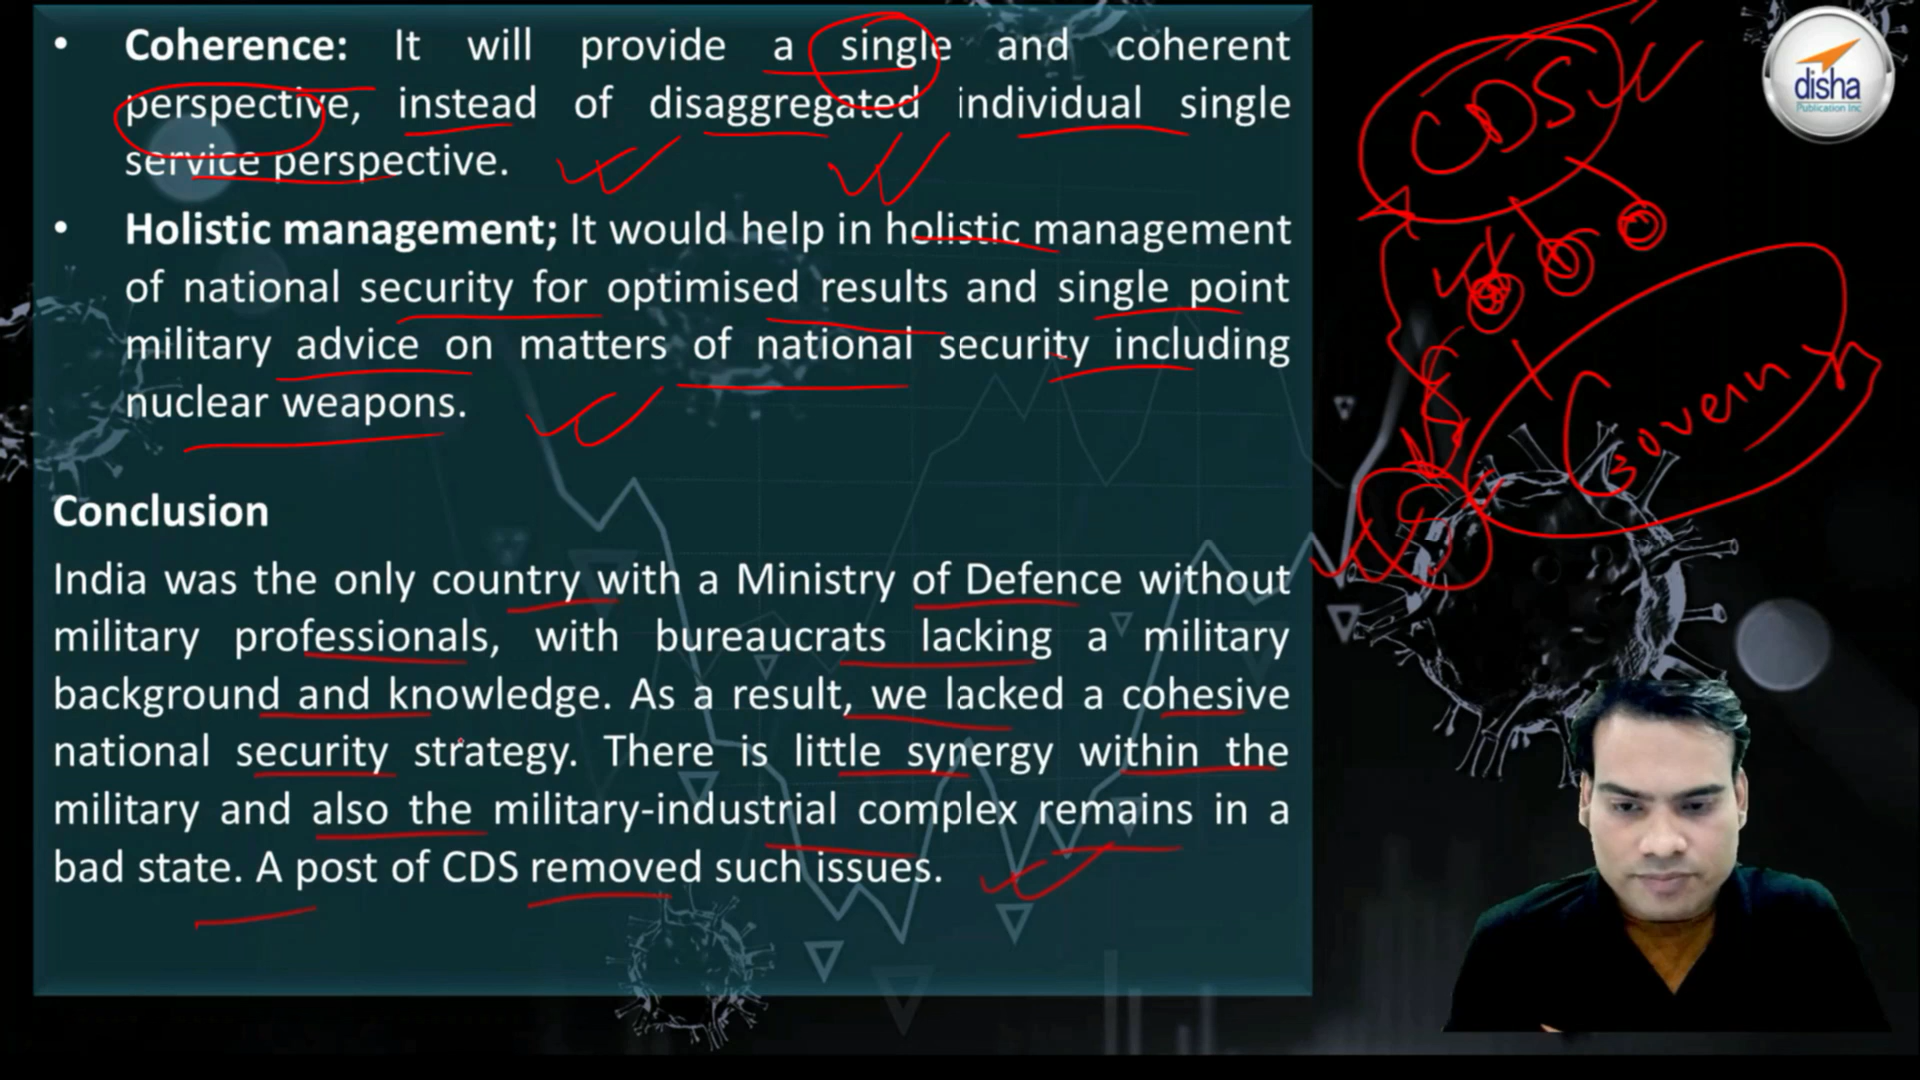 • Coherence: It will provide a single and coherent
perspective, instead of disaggregated individual single
service perspective.
• Holistic management; It would help in holistic management
of national security for optimised results and single point
military advice on matters of national security including
nuclear weapons.
Conclusion
India was the only country with a Ministry of Defence without
military professionals, with bureaucrats lacking a military
background and knowledge. As a result, we lacked a cohesive
national security strategy. There is little synergy within the
military and also the military-industrial complex remains in a
bad state. A post of CDS removed such issues.
CDS
Govern
disha
Publication Inc